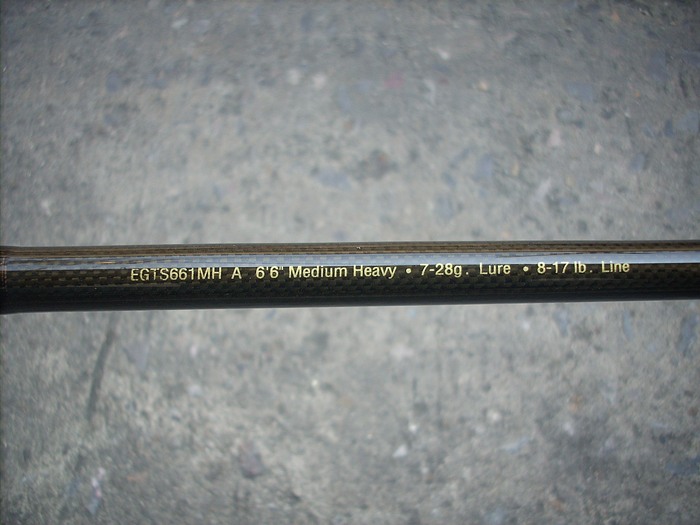 EGTS661MH A 6'6" Medium Heavy • 7-28g. Lure • 8-17 lb. Line